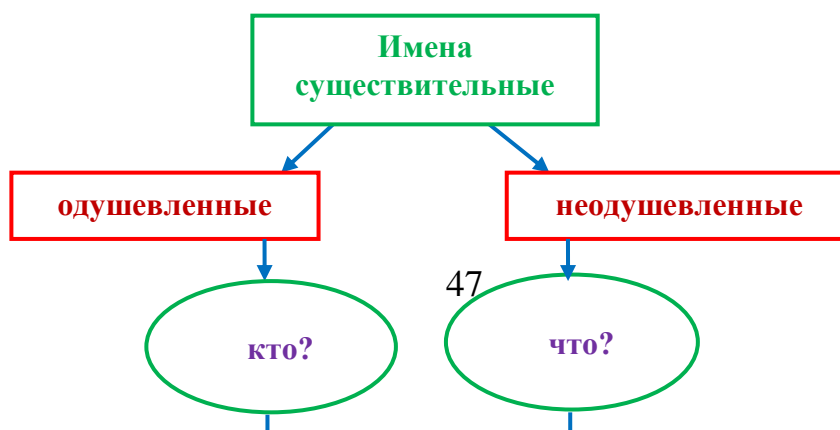 Имена
существительные
одушевленные
неодушевленные
47
кто?
что?